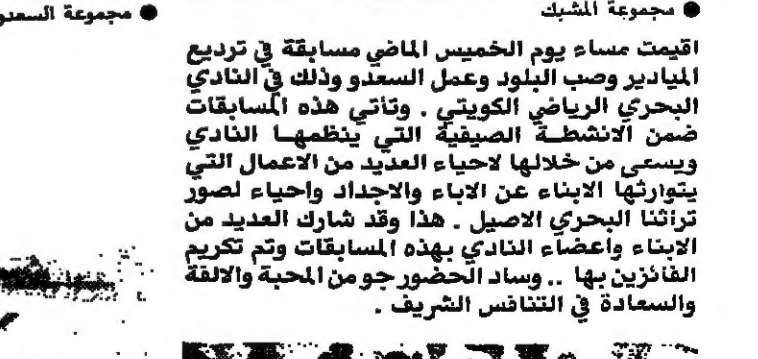 ● مجموعة المشبك
● مجموعة السعدو
اقيمت مساء يوم الخميس الماضي مسابقة في ترديع
الميادير وصب البلود وعمل السعدو وذلك في النادي
البحري الرياضي الكويتي . وتأتي هذه المسابقات
ضمن الانشطة الصيفية التي ينظمها النادي
ويسعى من خلالها لاحياء العديد من الاعمال التي
يتوارثها الابناء عن الاباء والاجداد واحياء لصور
تراثنا البحري الاصيل . هذا وقد شارك العديد من
الابناء واعضاء النادي بهذه المسابقات وتم تكريم
الفائزين بها .. وساد الحضور جو من المحبة والالفة
والسعادة في التنافس الشريف .